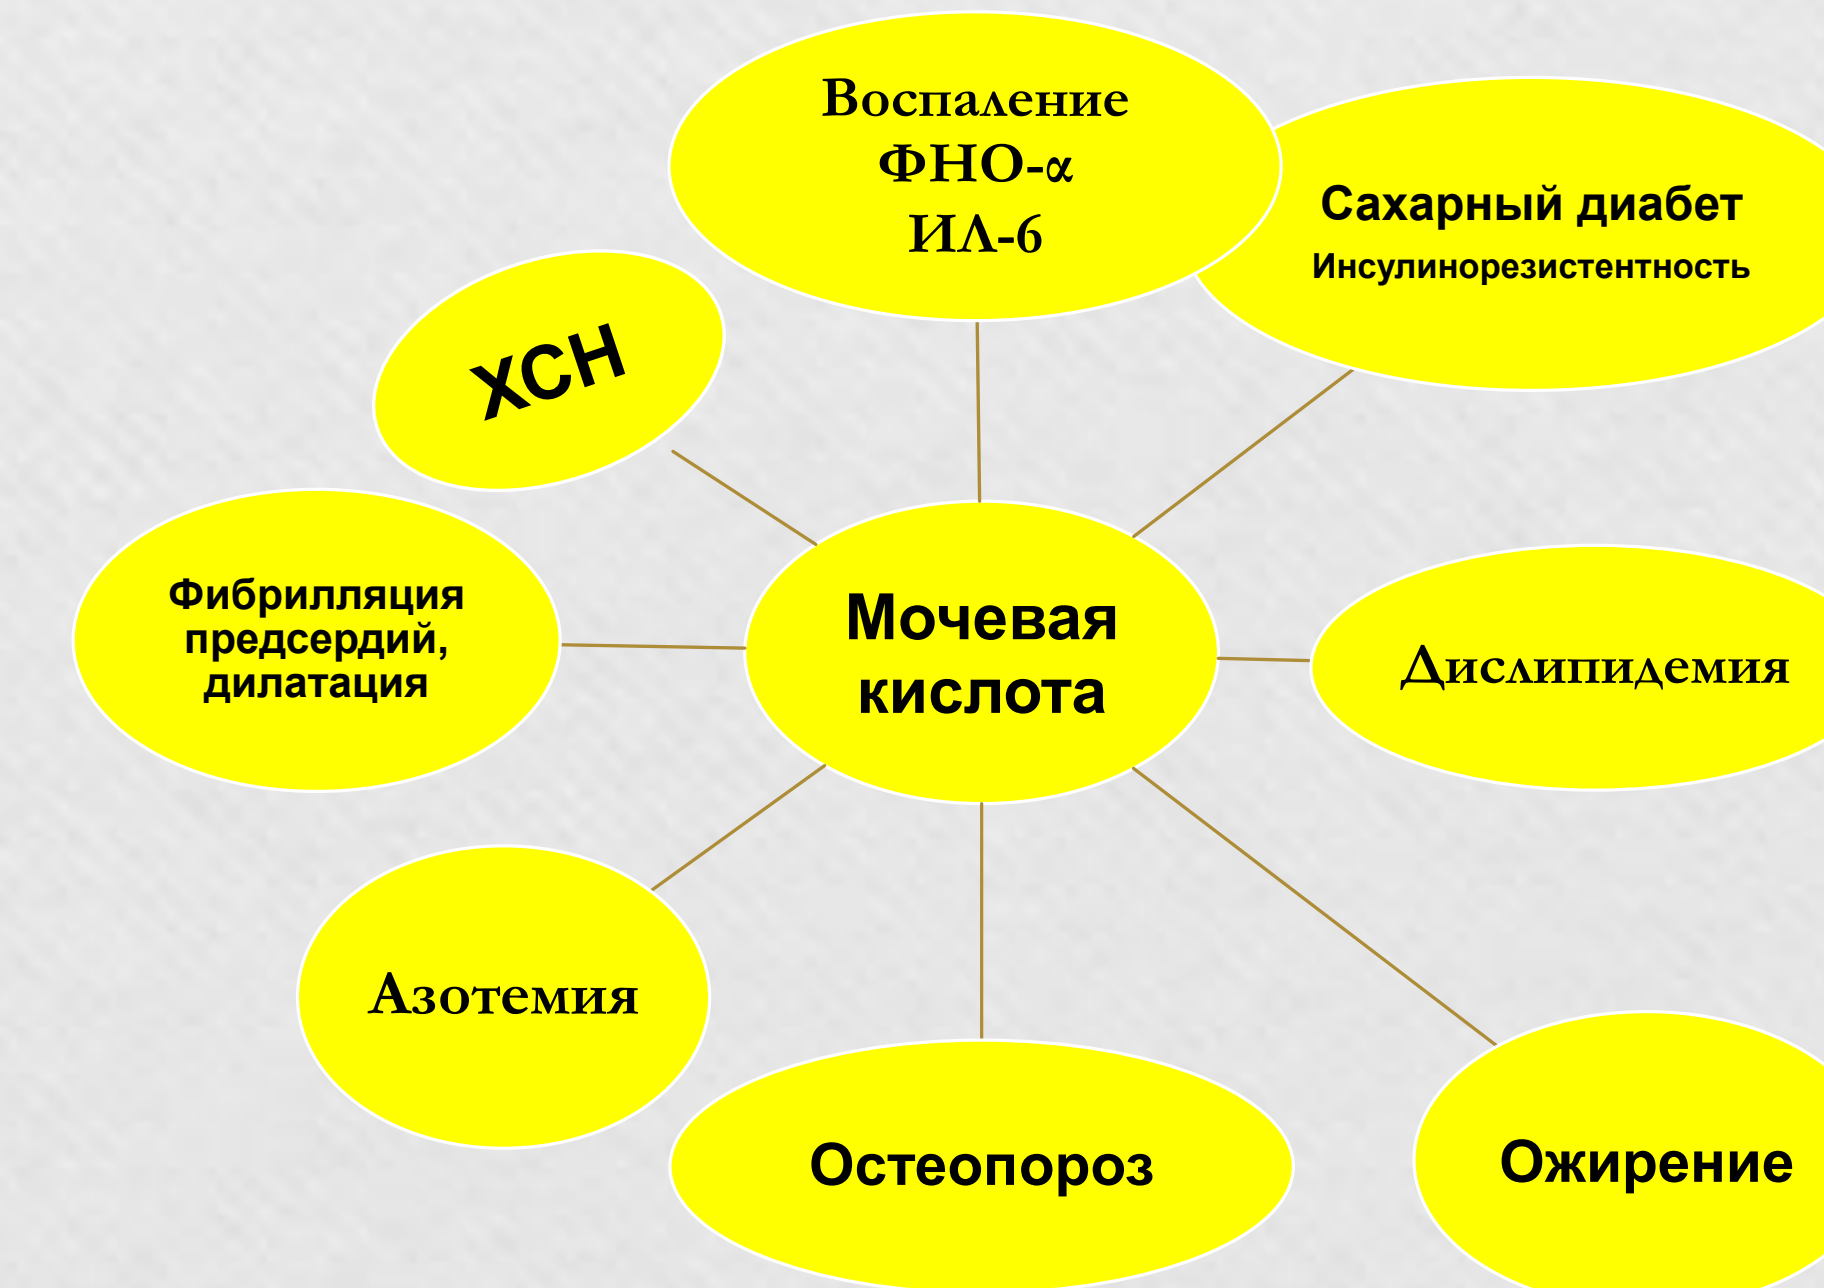 Воспаление
ФНО-α
ИЛ-6
Сахарный диабет
Инсулинорезистентность
ХСН
Фибрилляция
предсердий,
дилатация
Мочевая
кислота
Дислипидемия
Азотемия
Остеопороз
Ожирение